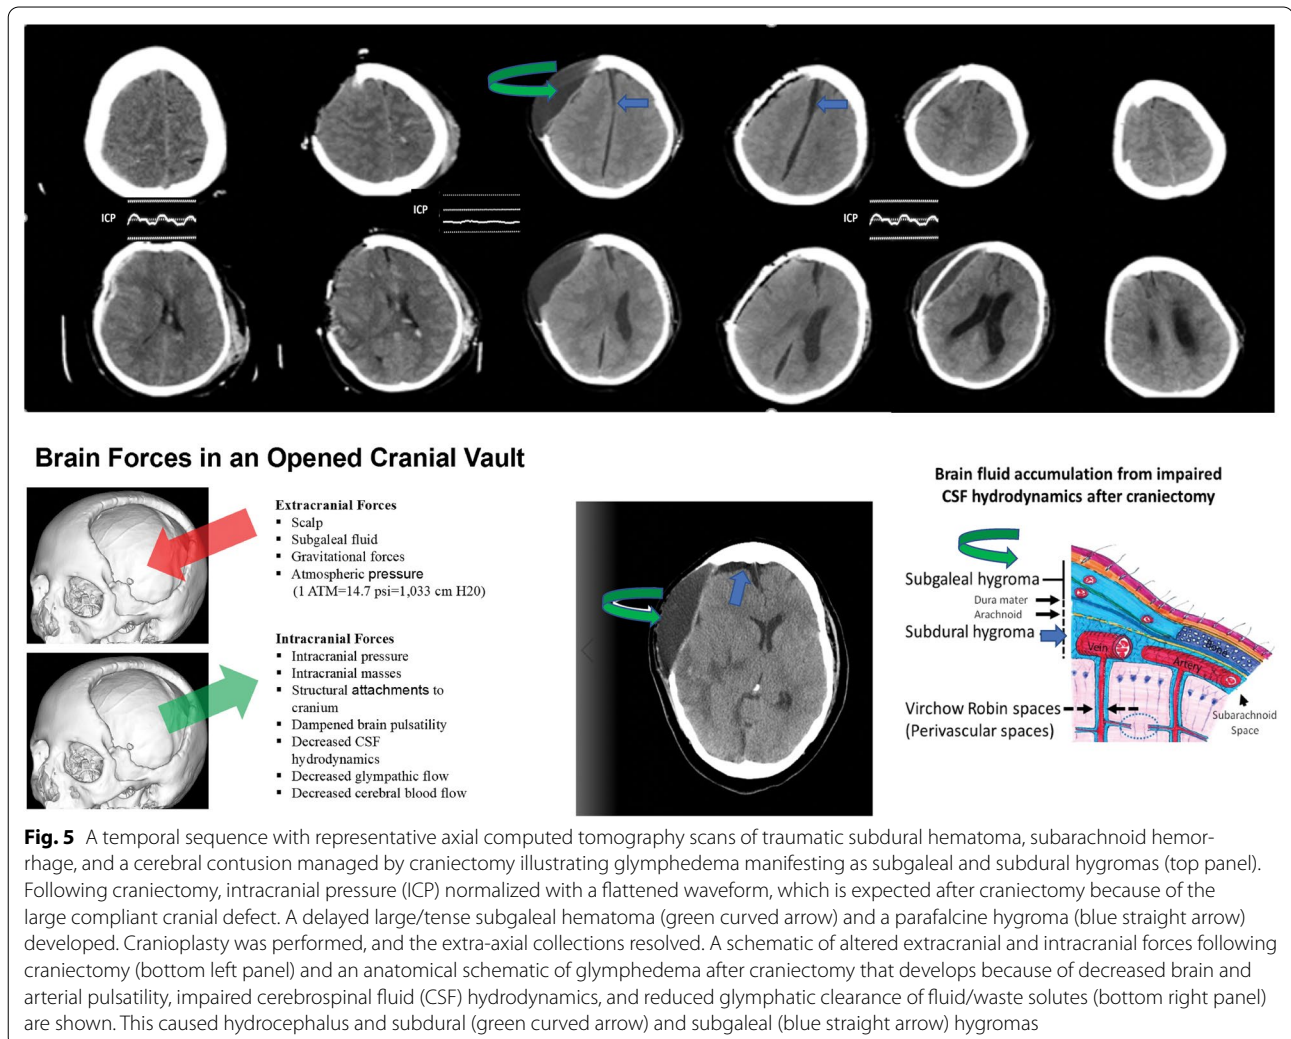 ICP
ICP
ICP
Brain Forces in an Opened Cranial Vault
Extracranial Forces
▪ Scalp
▪ Subgaleal fluid
▪ Gravitational forces
▪ Atmospheric pressure
(1 ATM=14.7 psi=1,033 cm H20)
Intracranial Forces
▪ Intracranial pressure
▪ Intracranial masses
▪ Structural attachments to
cranium
▪ Dampened brain pulsatility
▪ Decreased CSF
hydrodynamics
▪ Decreased glympathic flow
▪ Decreased cerebral blood flow
Brain fluid accumulation from impaired
CSF hydrodynamics after craniectomy
Subgaleal hygroma
Dura mater
Arachnoid
Subdural hygroma
Bone
Vein
Artery
Virchow Robin spaces
(Perivascular spaces)
Subarachnoid
Space
Fig. 5 A temporal sequence with representative axial computed tomography scans of traumatic subdural hematoma, subarachnoid hemor-
rhage, and a cerebral contusion managed by craniectomy illustrating glymphedema manifesting as subgaleal and subdural hygromas (top panel).
Following craniectomy, intracranial pressure (ICP) normalized with a flattened waveform, which is expected after craniectomy because of the
large compliant cranial defect. A delayed large/tense subgaleal hematoma (green curved arrow) and a parafalcine hygroma (blue straight arrow)
developed. Cranioplasty was performed, and the extra-axial collections resolved. A schematic of altered extracranial and intracranial forces following
craniectomy (bottom left panel) and an anatomical schematic of glymphedema after craniectomy that develops because of decreased brain and
arterial pulsatility, impaired cerebrospinal fluid (CSF) hydrodynamics, and reduced glymphatic clearance of fluid/waste solutes (bottom right panel)
are shown. This caused hydrocephalus and subdural (green curved arrow) and subgaleal (blue straight arrow) hygromas